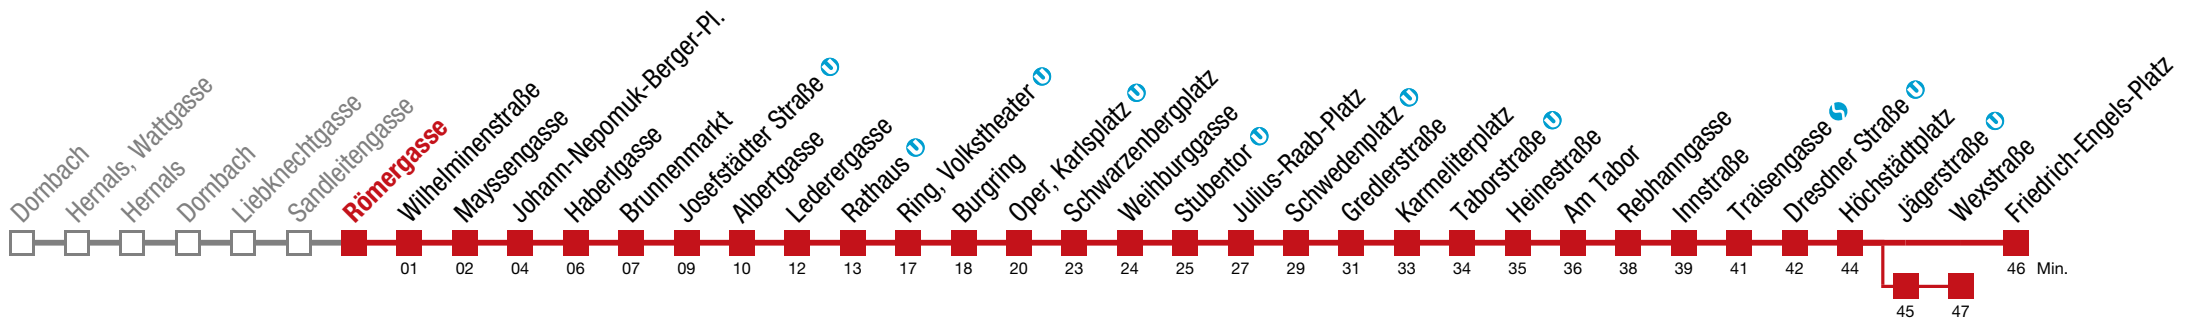 Dornbach
Hernals, Wattgasse
Hernals
Dornbach
Liebknechtgasse
Sandleitengasse
Römergasse
Wilhelminenstraße
Mayssengasse
Johann-Nepomuk-Berger-Pl.
Haberlgasse
Brunnenmarkt
Josefstädter Straße U
Albertgasse
Lederergasse
Rathaus U
Ring, Volkstheater U
Burgring
Oper, Karlsplatz U
Schwarzenbergplatz
Weihburggasse
Stubentor U
Julius-Raab-Platz
Schwedenplatz U
Gredlerstraße
Karmeliterplatz
Taborstraße U
Heinestraße
Am Tabor
Rebhanngasse
Innstraße
Traisengasse S
Dresdner Straße U
Höchstädtplatz
Jägerstraße U
Wexstraße
Friedrich-Engels-Platz
01 02 04 06 07 09 10 12 13 17 18 20 23 24 25 27 29 31 33 34 35 36 38 39 41 42 44 46 Min.
45 47